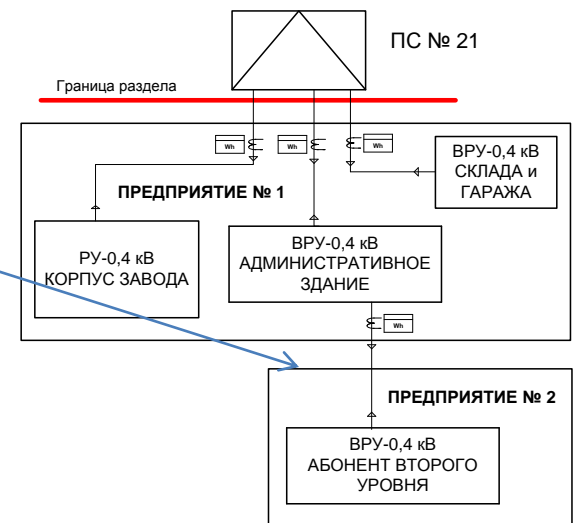 ПС № 21
Граница раздела
Wh
Wh
Wh
ВРУ-0,4 кВ
СКЛАДА и
ГАРАЖА
ПРЕДПРИЯТИЕ № 1
РУ-0,4 кВ
КОРПУС ЗАВОДА
ВРУ-0,4 кВ
АДМИНИСТРАТИВНОЕ
ЗДАНИЕ
Wh
ПРЕДПРИЯТИЕ № 2
ВРУ-0,4 кВ
АБОНЕНТ ВТОРОГО
УРОВНЯ